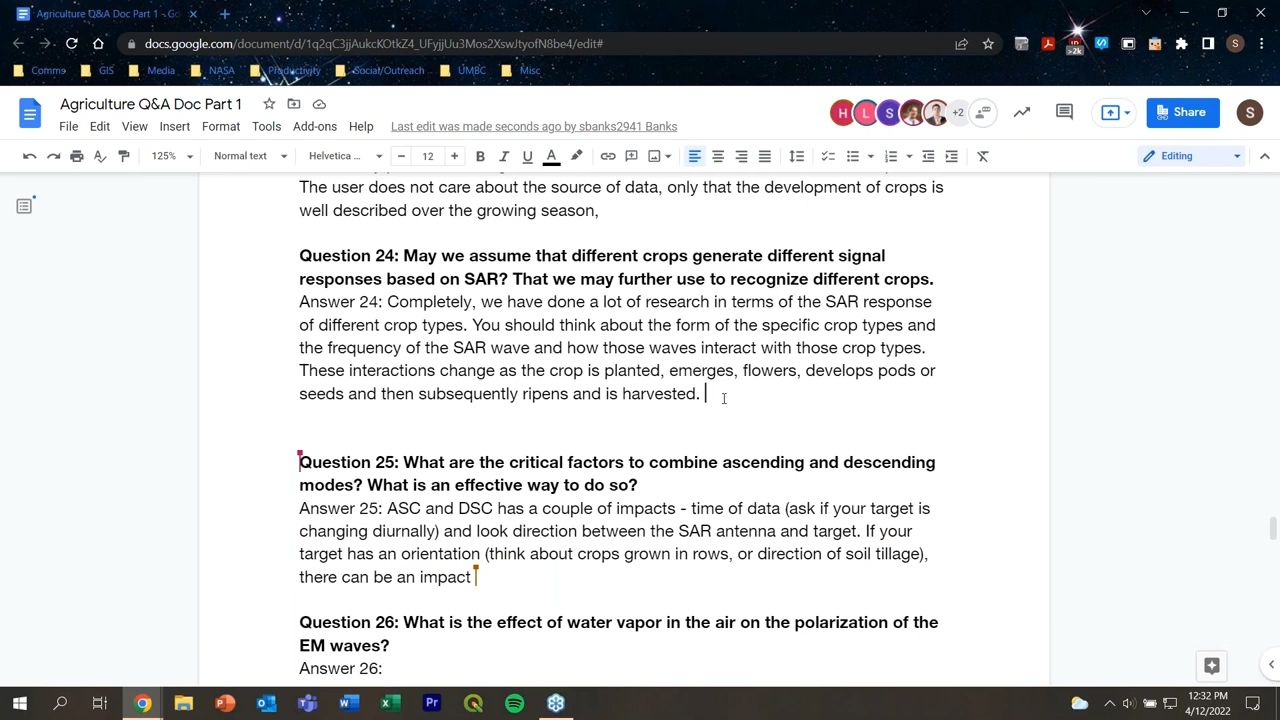 Agriculture Q&A Doc Part 1 - Go
docs.google.com/document/d/1q2qC3jjAukcKOtkZ4_UFyjjUu3Mos2XswJtyofN8be4/edit#
>2k
S
Comms GIS Media NASA Productivity Social/Outreach UMBC Misc
Agriculture Q&A Doc Part 1
H L S +2 Share S
File Edit View Insert Format Tools Add-ons Help Last edit was made seconds ago by sbanks2941 Banks
125% Normal text Helvetica ... 12 B I U A Editing
The user does not care about the source of data, only that the development of crops is
well described over the growing season,
Question 24: May we assume that different crops generate different signal
responses based on SAR? That we may further use to recognize different crops.
Answer 24: Completely, we have done a lot of research in terms of the SAR response
of different crop types. You should think about the form of the specific crop types and
the frequency of the SAR wave and how those waves interact with those crop types.
These interactions change as the crop is planted, emerges, flowers, develops pods or
seeds and then subsequently ripens and is harvested.
Question 25: What are the critical factors to combine ascending and descending
modes? What is an effective way to do so?
Answer 25: ASC and DSC has a couple of impacts - time of data (ask if your target is
changing diurnally) and look direction between the SAR antenna and target. If your
target has an orientation (think about crops grown in rows, or direction of soil tillage),
there can be an impact
Question 26: What is the effect of water vapor in the air on the polarization of the
EM waves?
Answer 26:
12:32 PM
4/12/2022